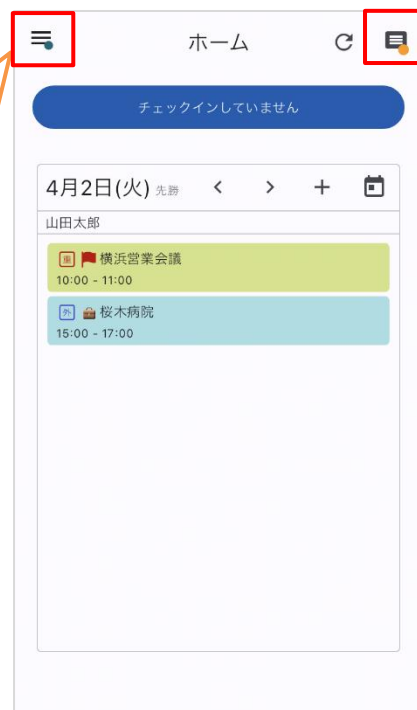 ホーム
チェックインしていません
4月2日(火) 先勝
山田太郎
重 横浜営業会議
10:00 - 11:00
外 桜木病院
15:00 - 17:00